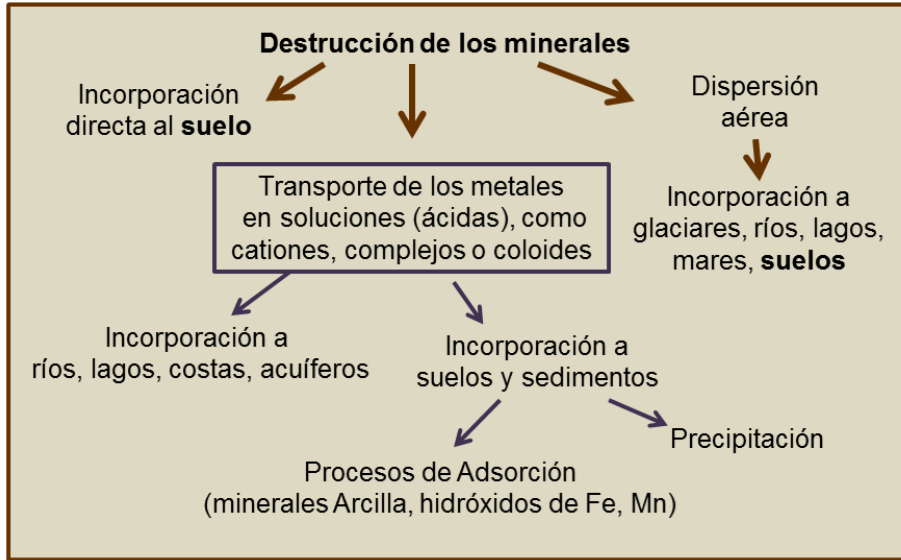 Destrucción de los minerales
Incorporación
directa al suelo
Dispersión
aérea
Transporte de los metales
en soluciones (ácidas), como
cationes, complejos o coloides
Incorporación a
glaciares, ríos, lagos,
mares, suelos
Incorporación a
ríos, lagos, costas, acuíferos
Incorporación a
suelos y sedimentos
Precipitación
Procesos de Adsorción
(minerales Arcilla, hidróxidos de Fe, Mn)